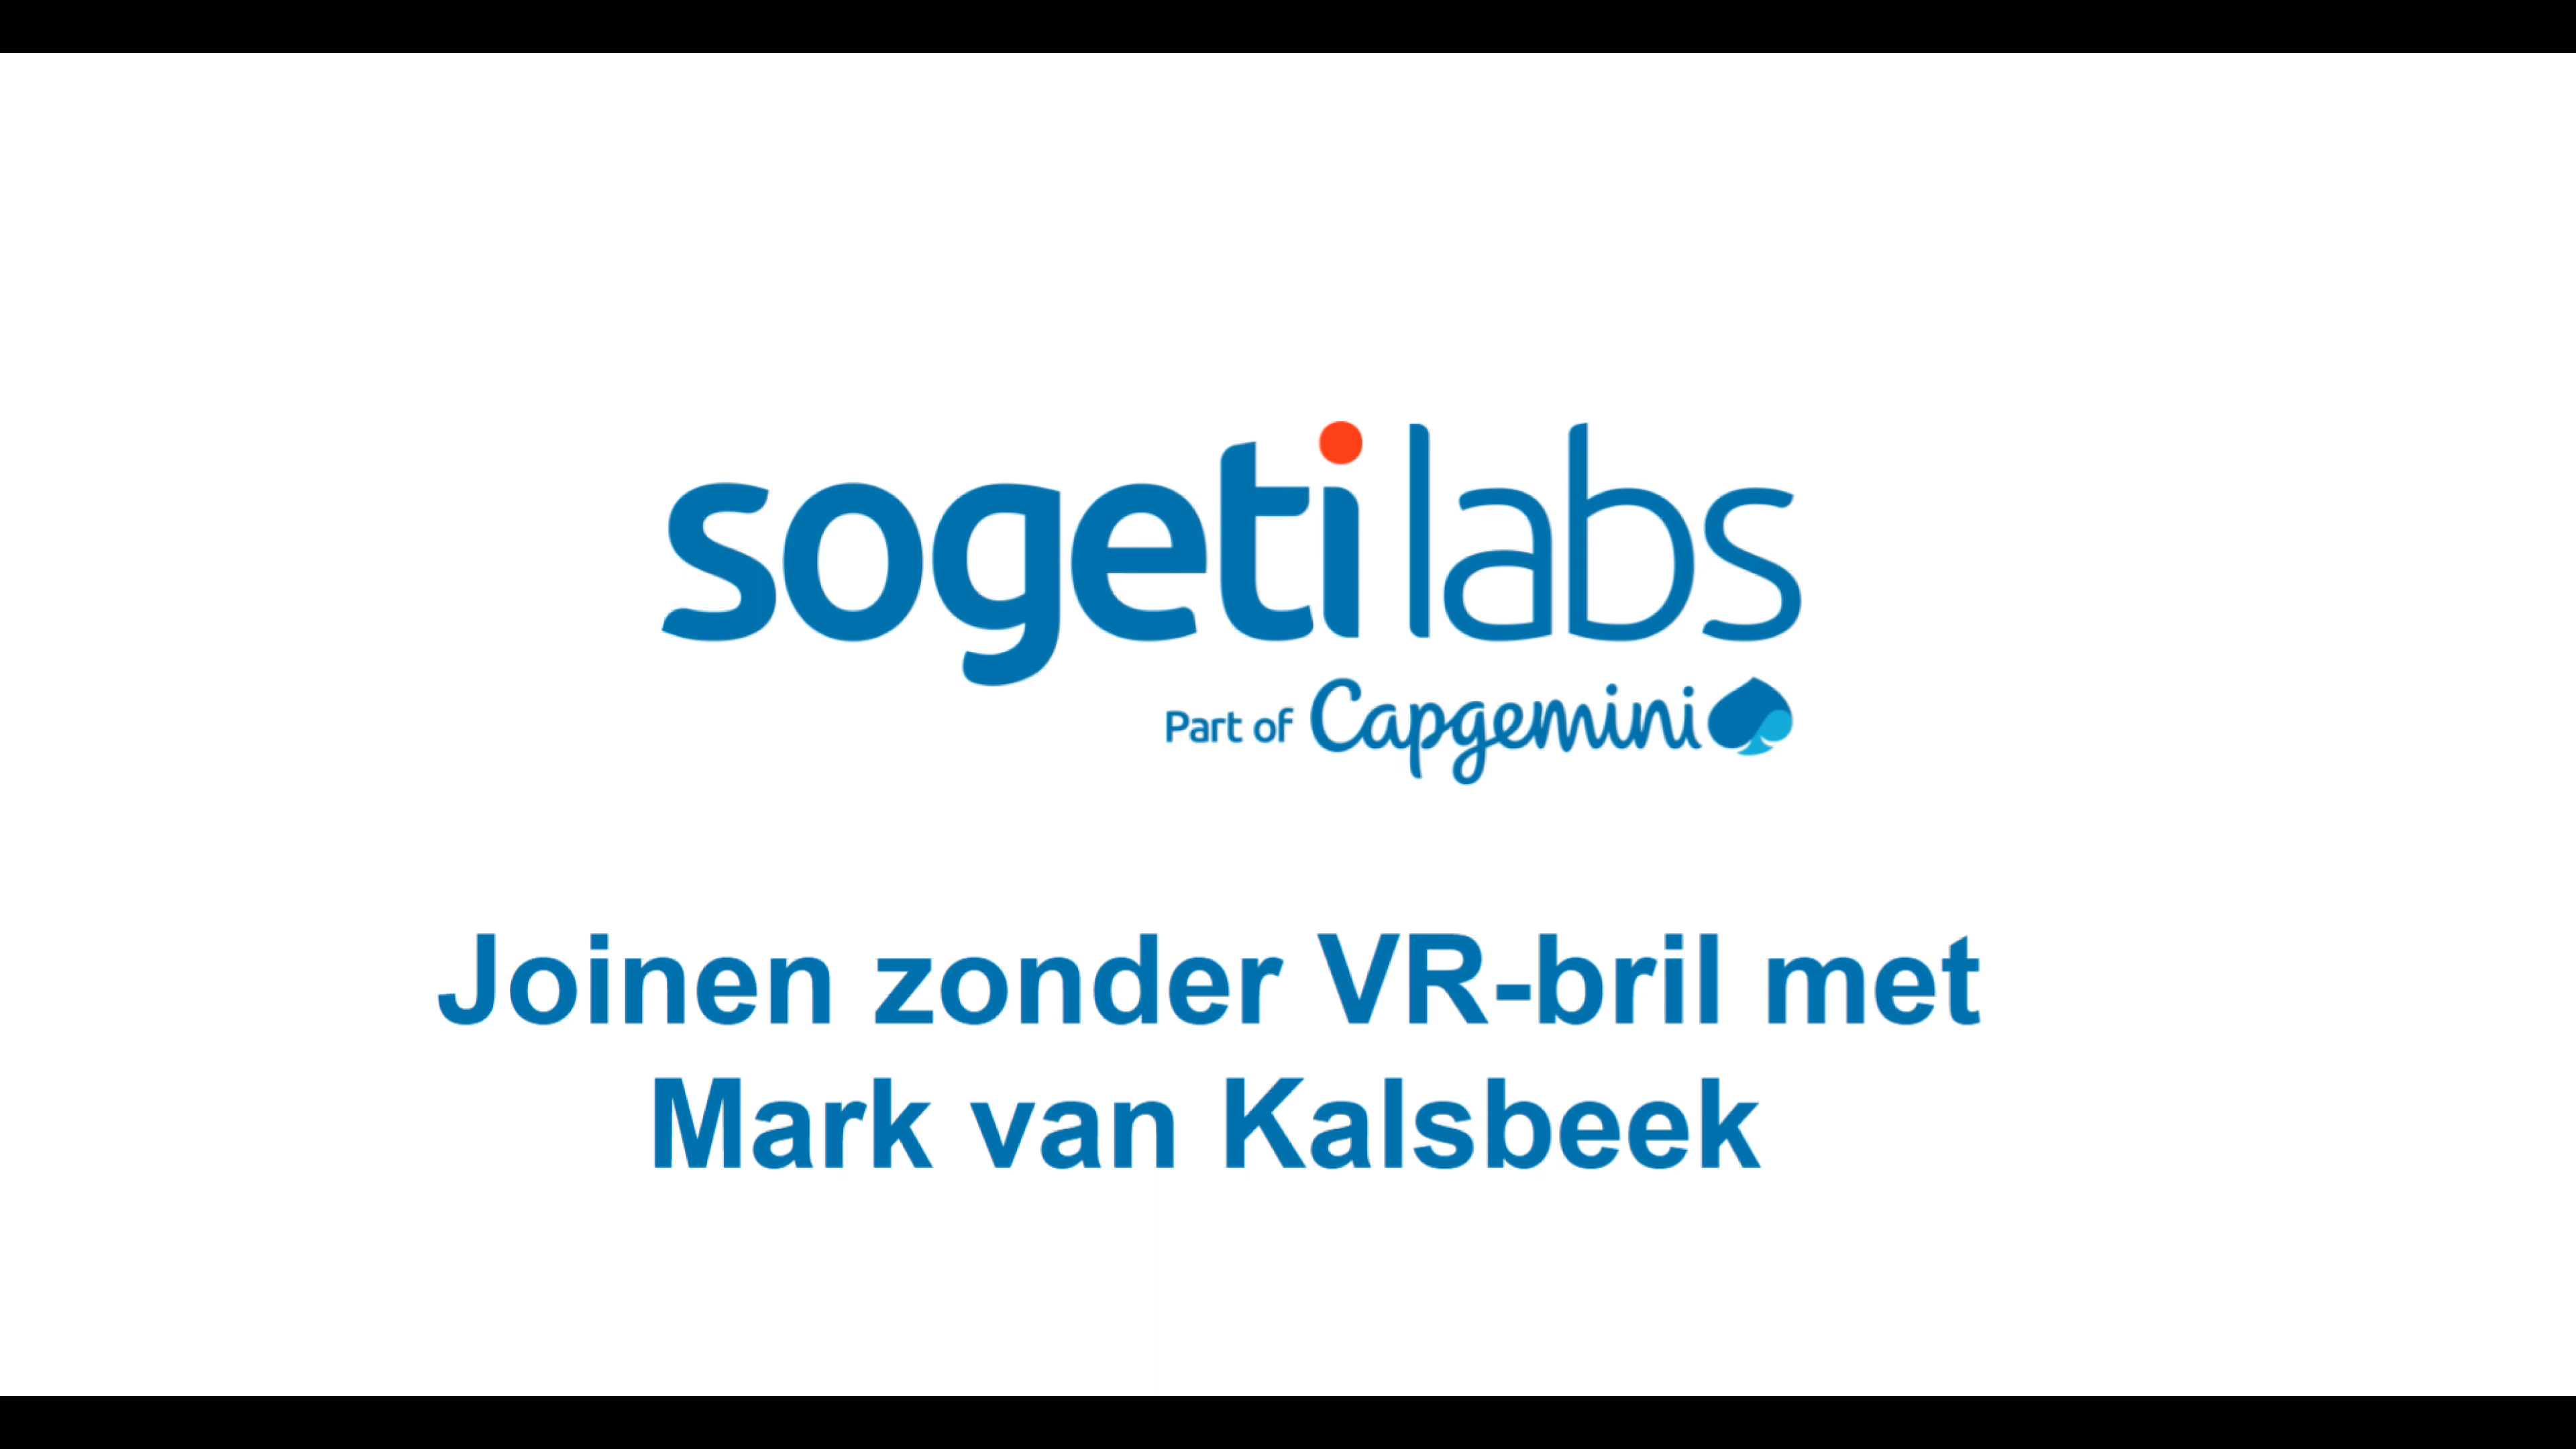 sogetilabs
Part of Capgemini
Joinen zonder VR-bril met
Mark van Kalsbeek